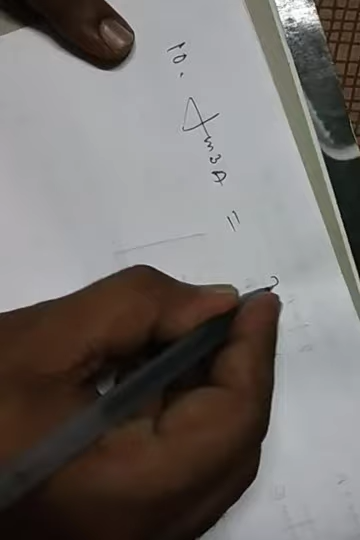 10. 4m3A = ?